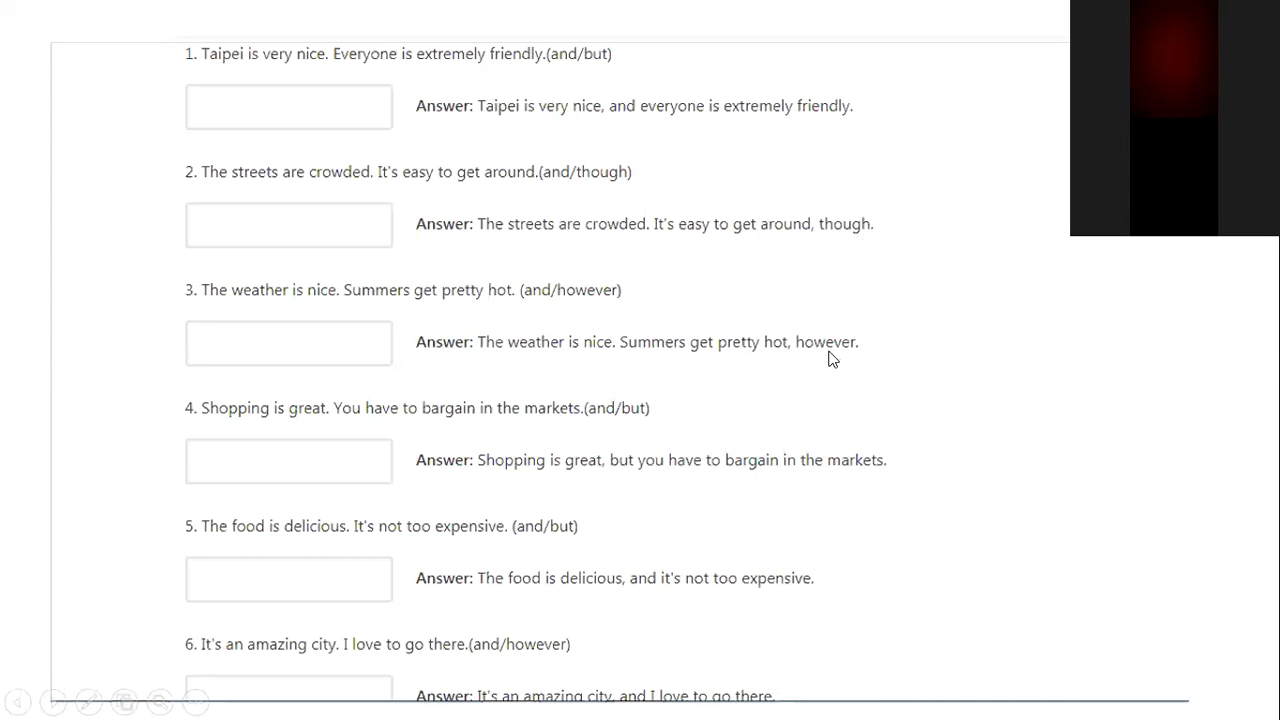 1. Taipei is very nice. Everyone is extremely friendly.(and/but)
Answer: Taipei is very nice, and everyone is extremely friendly.
2. The streets are crowded. It's easy to get around.(and/though)
Answer: The streets are crowded. It's easy to get around, though.
3. The weather is nice. Summers get pretty hot. (and/however)
Answer: The weather is nice. Summers get pretty hot, however.
4. Shopping is great. You have to bargain in the markets.(and/but)
Answer: Shopping is great, but you have to bargain in the markets.
5. The food is delicious. It's not too expensive. (and/but)
Answer: The food is delicious, and it's not too expensive.
6. It's an amazing city. I love to go there.(and/however)
Answer: It's an amazing city, and I love to go there.